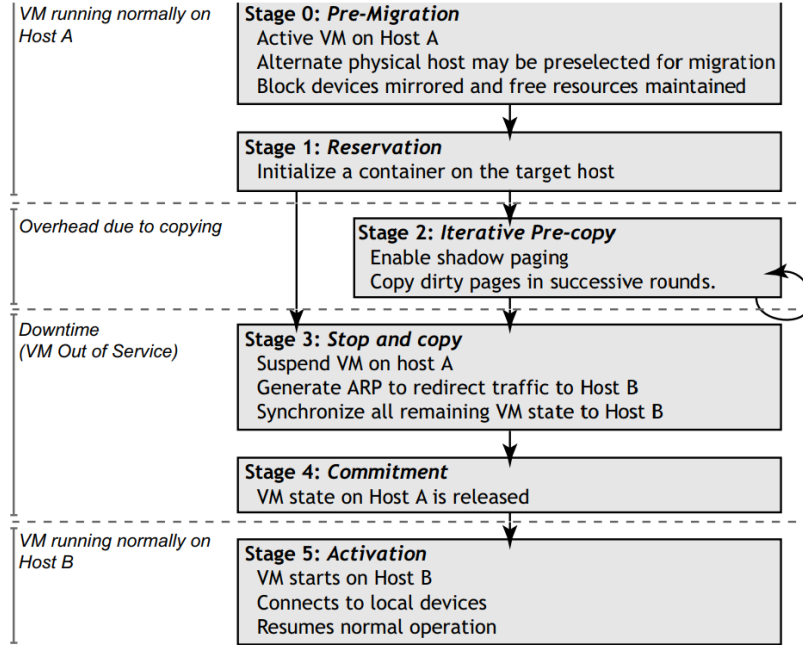 VM running normally on
Host A
Stage 0: Pre-Migration
Active VM on Host A
Alternate physical host may be preselected for migration
Block devices mirrored and free resources maintained
Stage 1: Reservation
Initialize a container on the target host
Overhead due to copying
Stage 2: Iterative Pre-copy
Enable shadow paging
Copy dirty pages in successive rounds.
Downtime
(VM Out of Service)
Stage 3: Stop and copy
Suspend VM on host A
Generate ARP to redirect traffic to Host B
Synchronize all remaining VM state to Host B
Stage 4: Commitment
VM state on Host A is released
VM running normally on
Host B
Stage 5: Activation
VM starts on Host B
Connects to local devices
Resumes normal operation